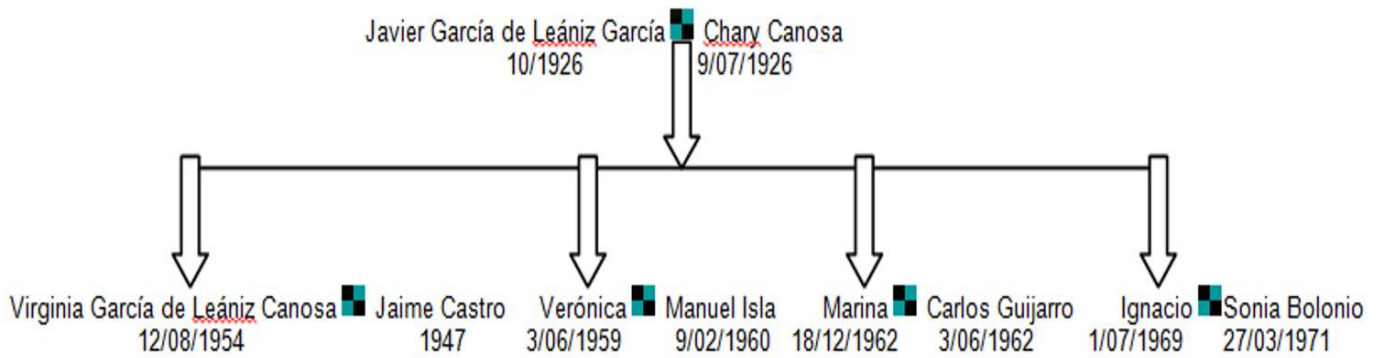 Javier García de Leániz García Chary Canosa
10/1926 9/07/1926
Virginia García de Leániz Canosa Jaime Castro Verónica Manuel Isla Marina Carlos Guijarro Ignacio Sonia Bolonio
12/08/1954 1947 3/06/1959 9/02/1960 18/12/1962 3/06/1962 1/07/1969 27/03/1971